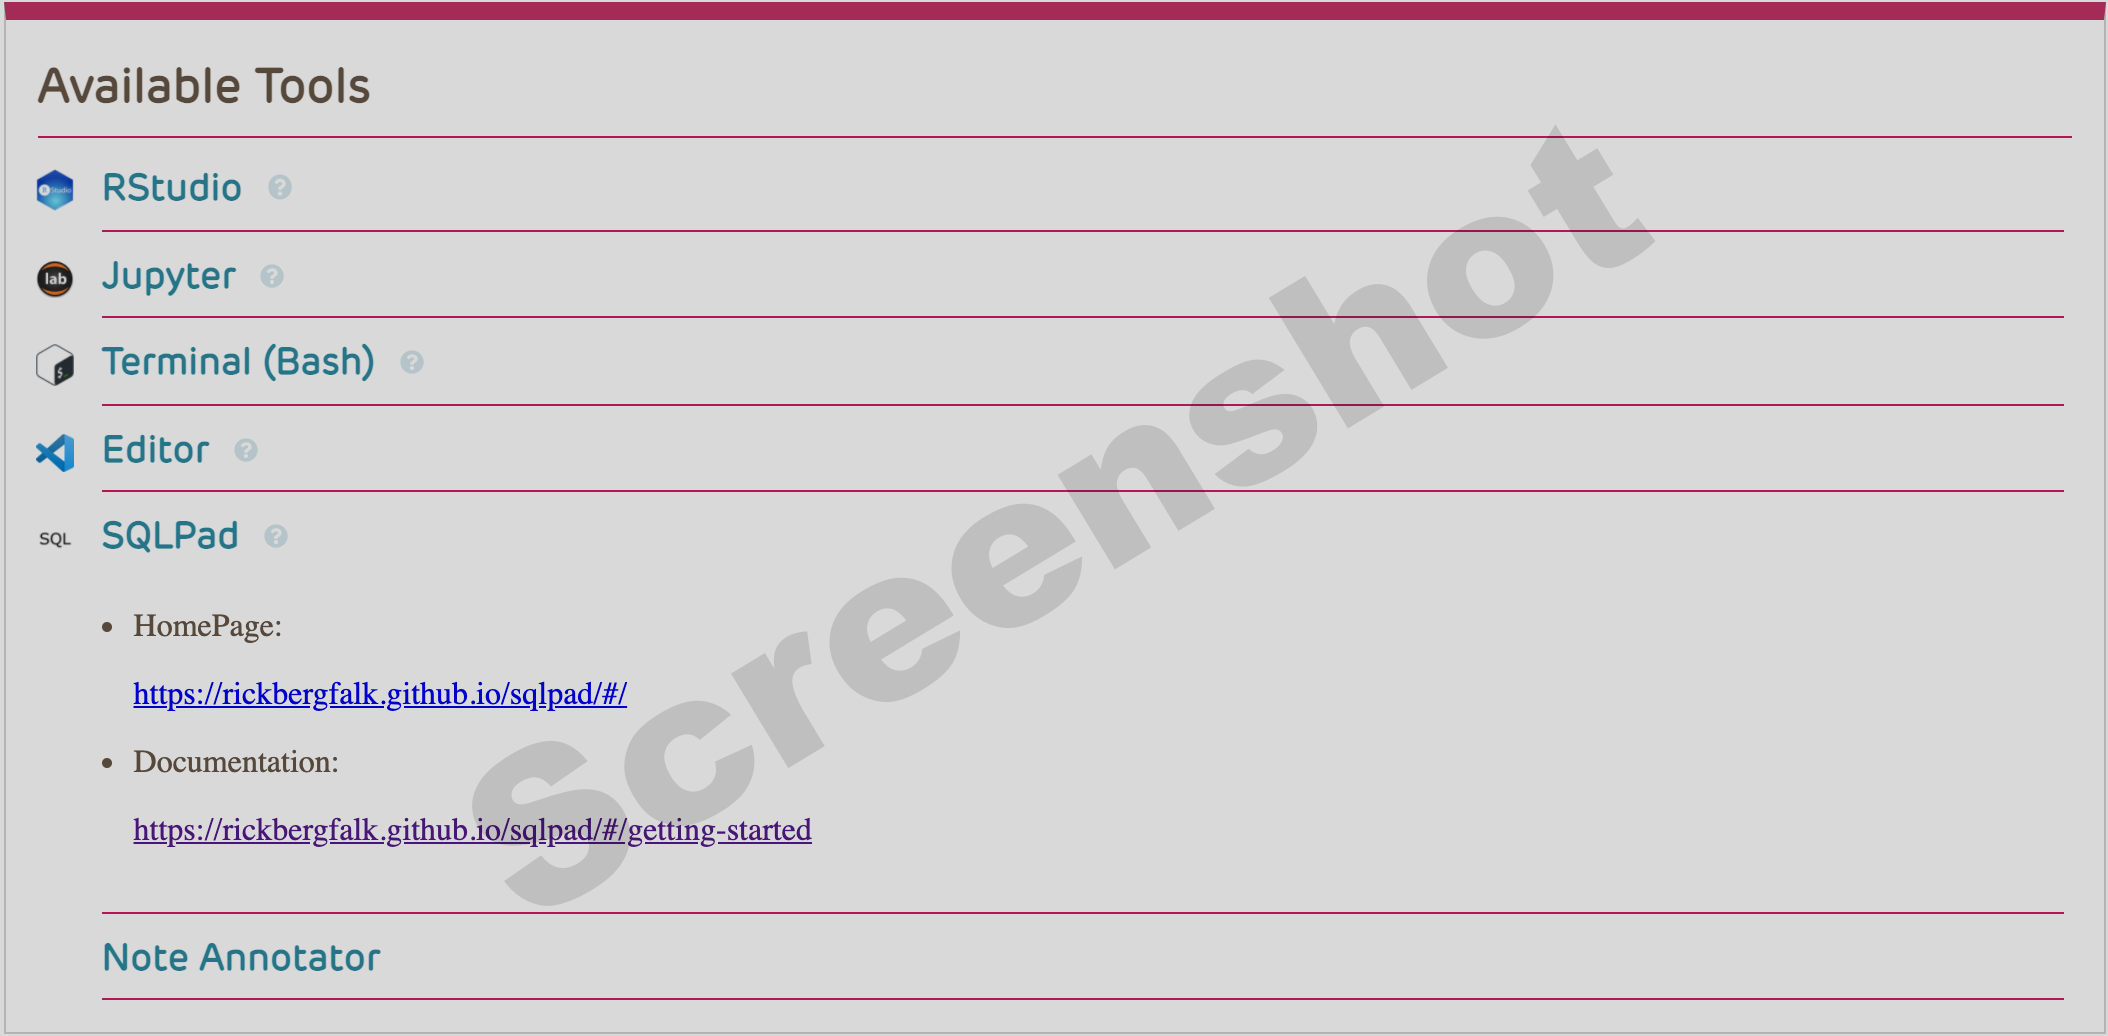 Available Tools
RStudio ?
lab Jupyter ?
$ Terminal (Bash) ?
Editor ?
SQL SQLPad ?
• HomePage:
https://rickbergfalk.github.io/sqlpad/#/
• Documentation:
https://rickbergfalk.github.io/sqlpad/#/getting-started
Note Annotator
Screenshot